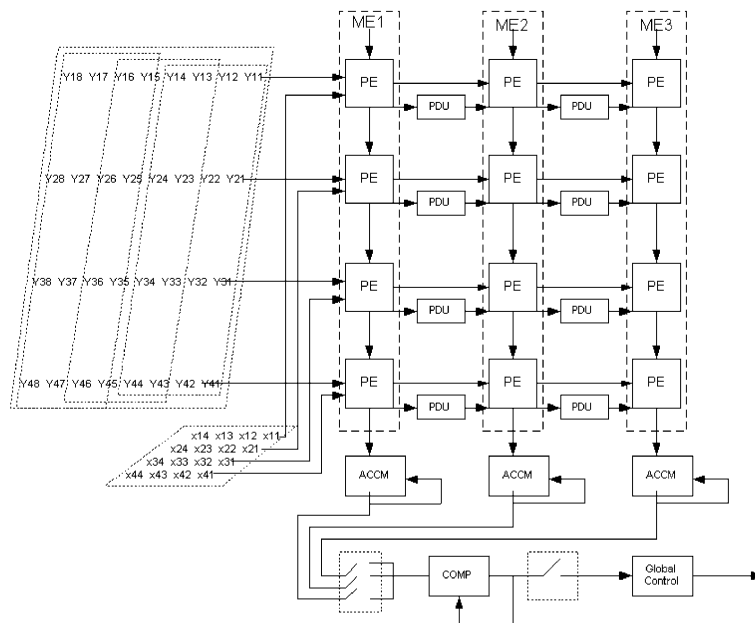 ME1 ME2 ME3
Y18 Y17 Y16 Y15 Y14 Y13 Y12 Y11
PE PE PE
PDU PDU
Y28 Y27 Y26 Y25 Y24 Y23 Y22 Y21
PE PE PE
PDU PDU
Y38 Y37 Y36 Y35 Y34 Y33 Y32 Y31
PE PE PE
PDU PDU
Y48 Y47 Y46 Y45 Y44 Y43 Y42 Y41
PE PE PE
PDU PDU
x14 x13 x12 x11
x24 x23 x22 x21
x34 x33 x32 x31
x44 x43 x42 x41
ACCM ACCM ACCM
COMP
Global
Control